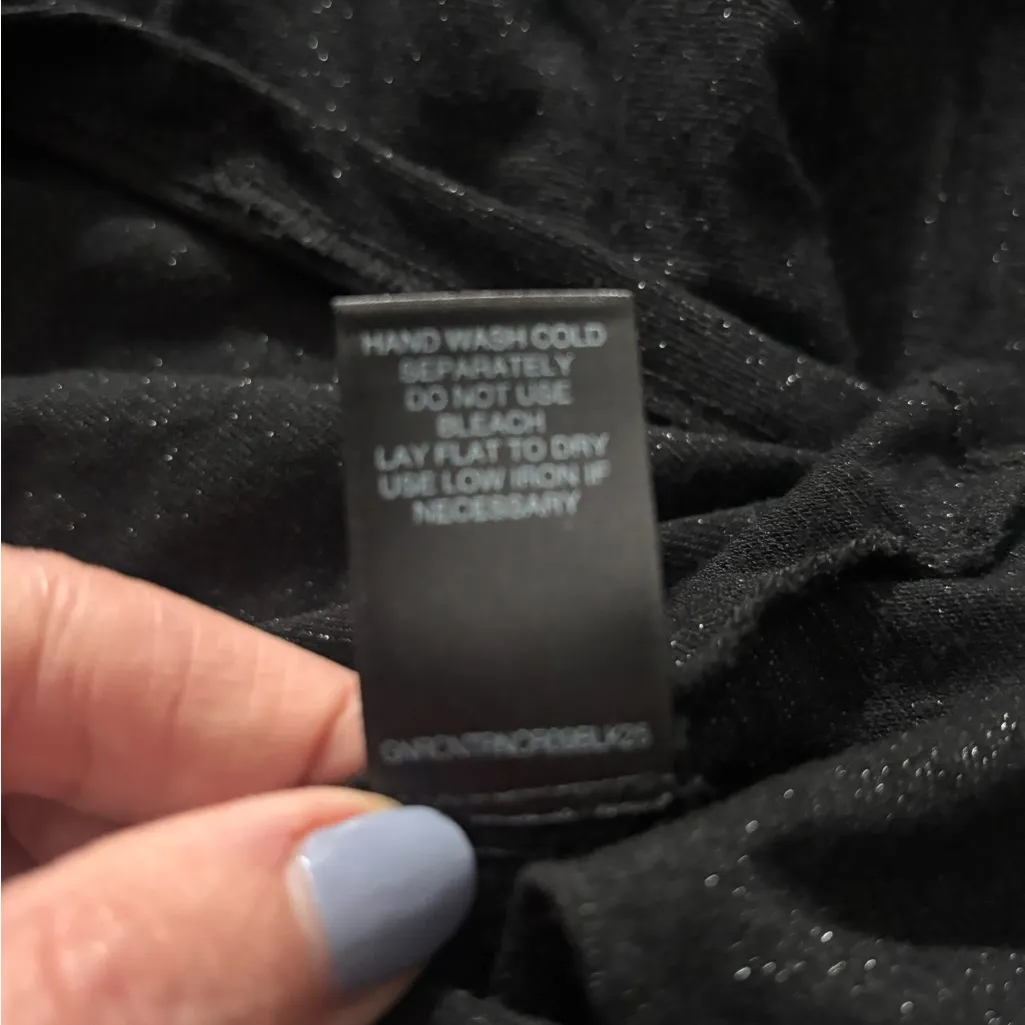 HAND WASH COLD
SEPARATELY
DO NOT USE
BLEACH
LAY FLAT TO DRY
USE LOW IRON IF
NECESSARY